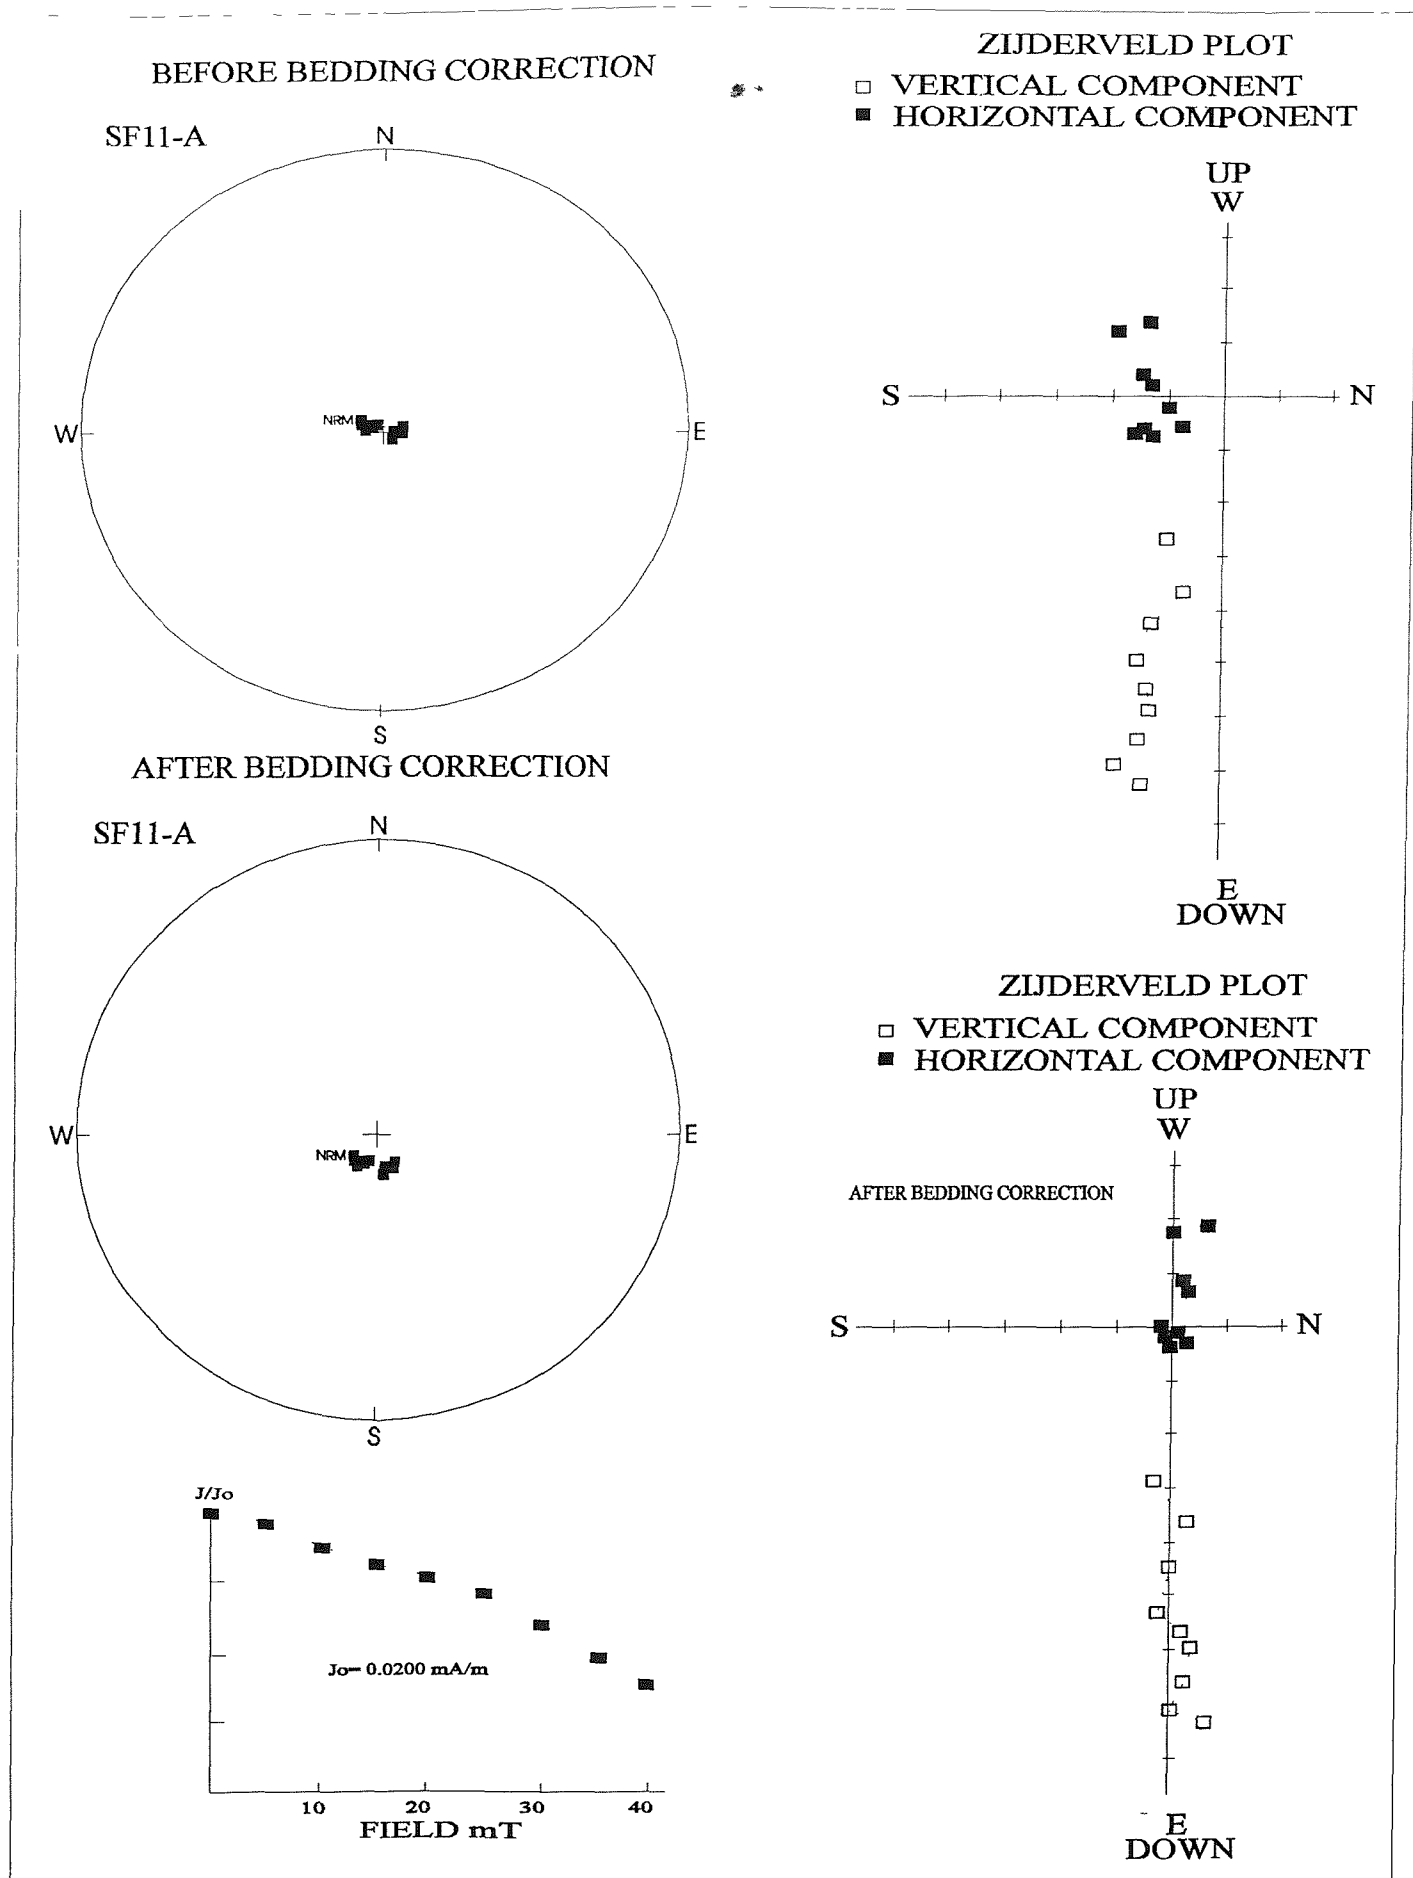 BEFORE BEDDING CORRECTION
SF11-A
N
NRM
W
E
S
AFTER BEDDING CORRECTION
SF11-A
N
NRM
W
E
S
J/Jo
Jo= 0.0200 mA/m
10 20 30 40
FIELD mT
ZIJDERVELD PLOT
VERTICAL COMPONENT
HORIZONTAL COMPONENT
UP
W
S
N
E
DOWN
ZIJDERVELD PLOT
VERTICAL COMPONENT
HORIZONTAL COMPONENT
UP
W
AFTER BEDDING CORRECTION
S
N
E
DOWN